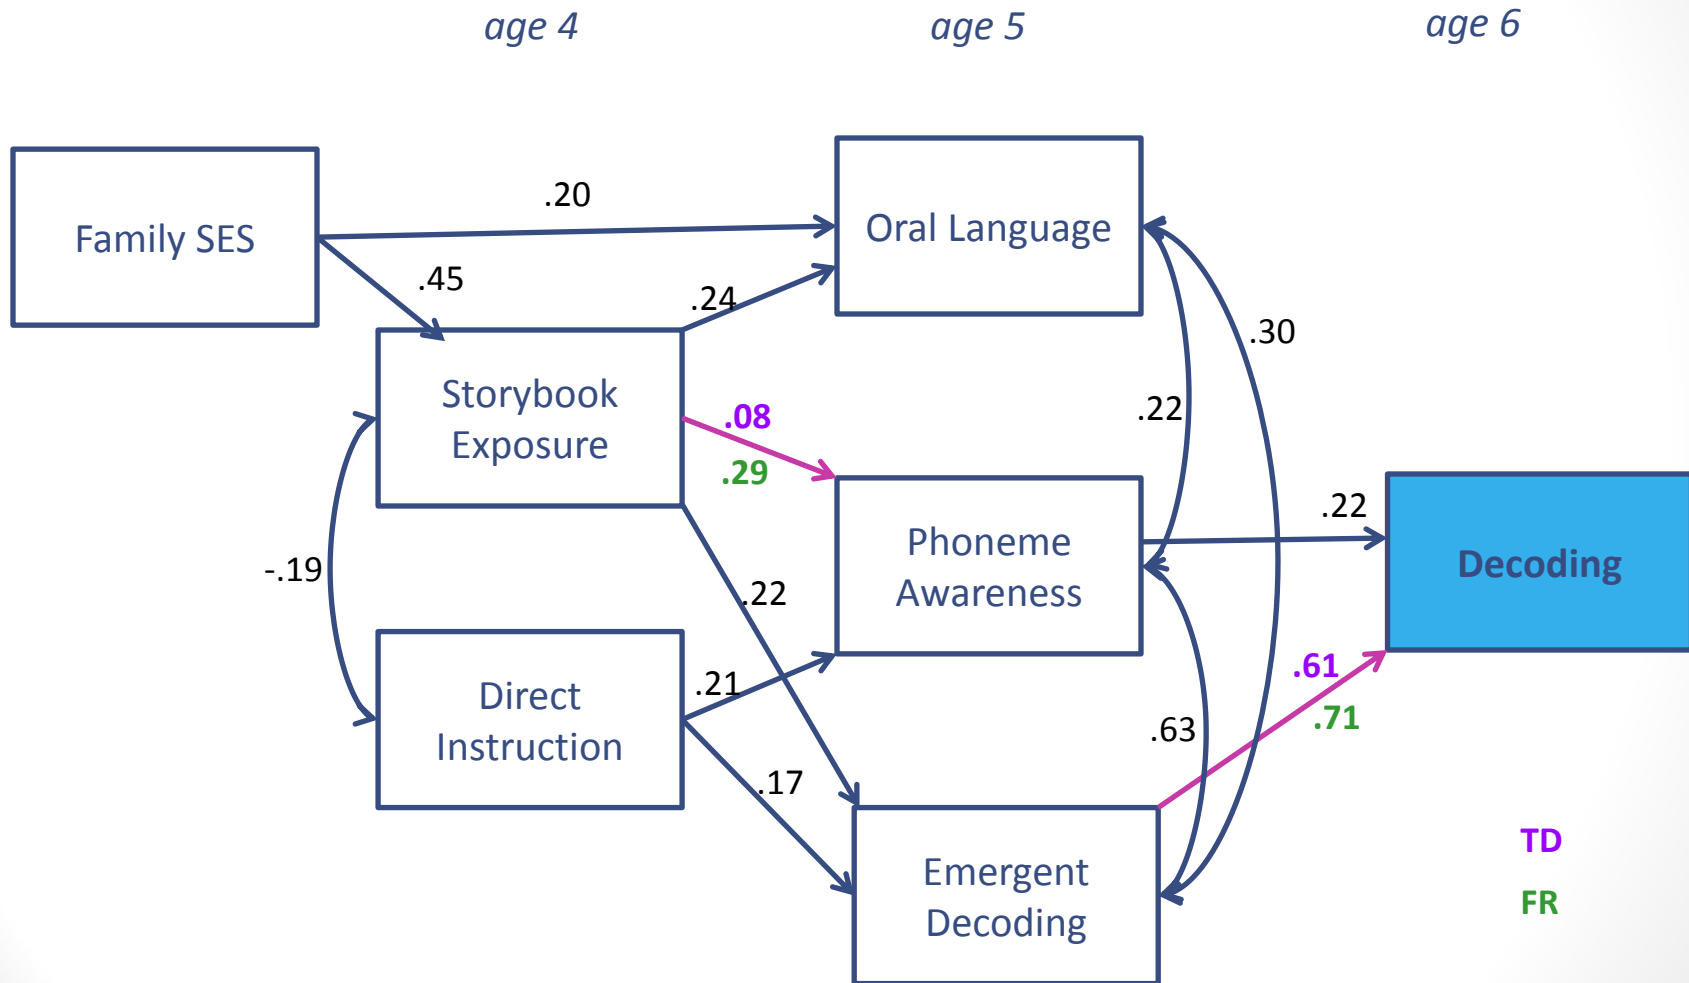 age 4
age 5
age 6
Family SES
.20
Oral Language
.45
.24
.30
Storybook
Exposure
.08
.29
.22
-.19
.22
Phoneme
Awareness
.22
Decoding
Direct
Instruction
.21
.17
.63
.61
.71
Emergent
Decoding
TD
FR